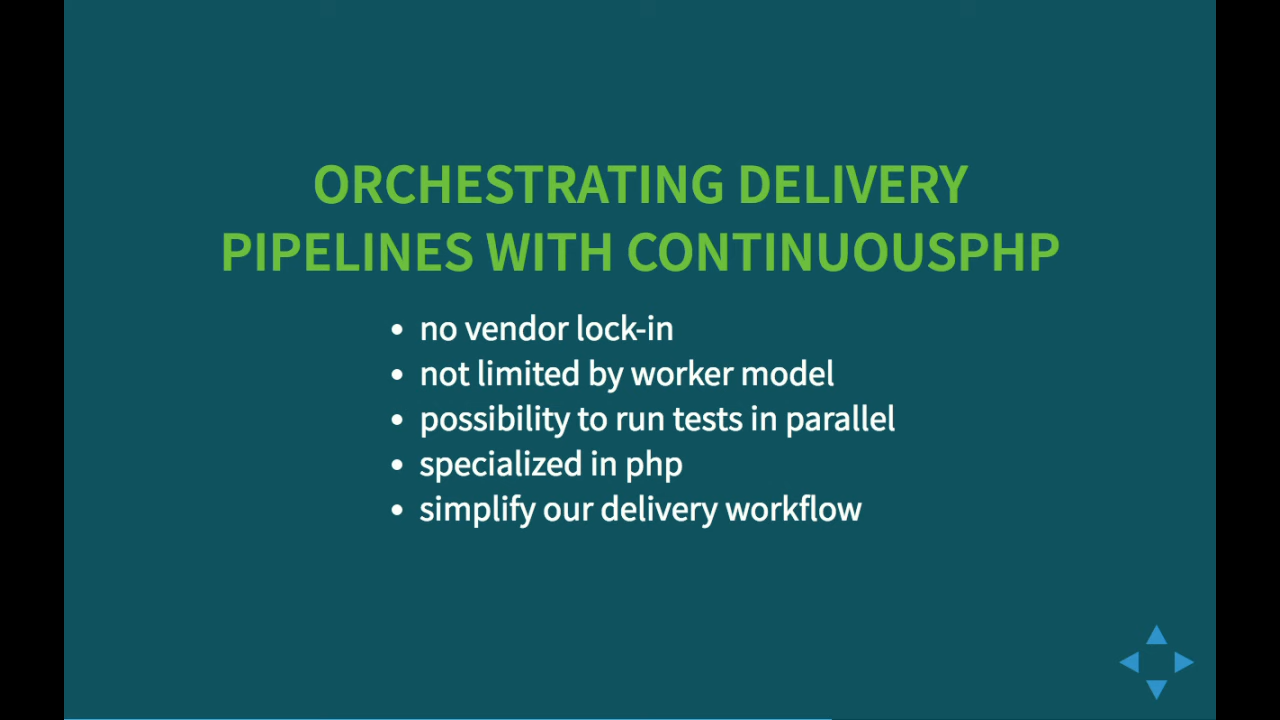 ORCHESTRATING DELIVERY
PIPELINES WITH CONTINUOUSPHP
• no vendor lock-in
• not limited by worker model
• possibility to run tests in parallel
• specialized in php
• simplify our delivery workflow